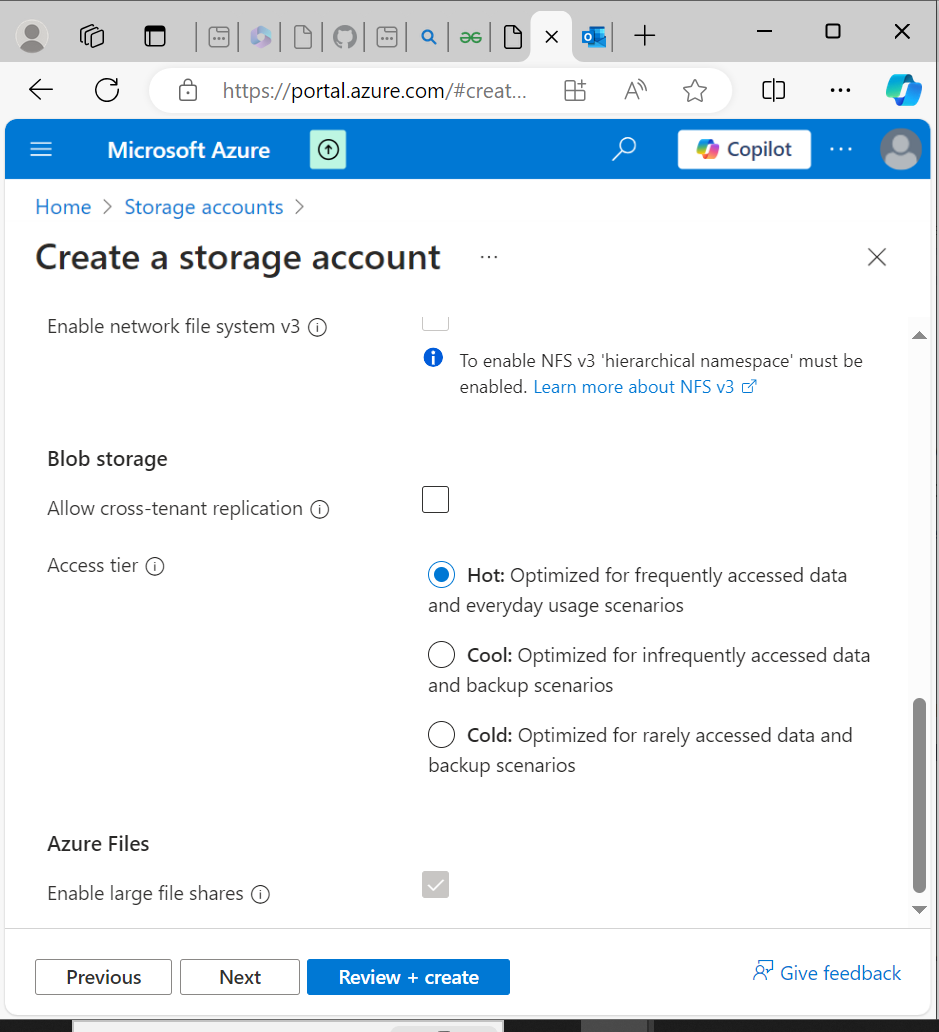 https://portal.azure.com/#creat...
Microsoft Azure
Copilot
Home > Storage accounts >
Create a storage account ...
Enable network file system v3
To enable NFS v3 'hierarchical namespace' must be
enabled. Learn more about NFS v3
Blob storage
Allow cross-tenant replication
Access tier
Hot: Optimized for frequently accessed data
and everyday usage scenarios
Cool: Optimized for infrequently accessed data
and backup scenarios
Cold: Optimized for rarely accessed data and
backup scenarios
Azure Files
Enable large file shares
Previous
Next
Review + create
Give feedback